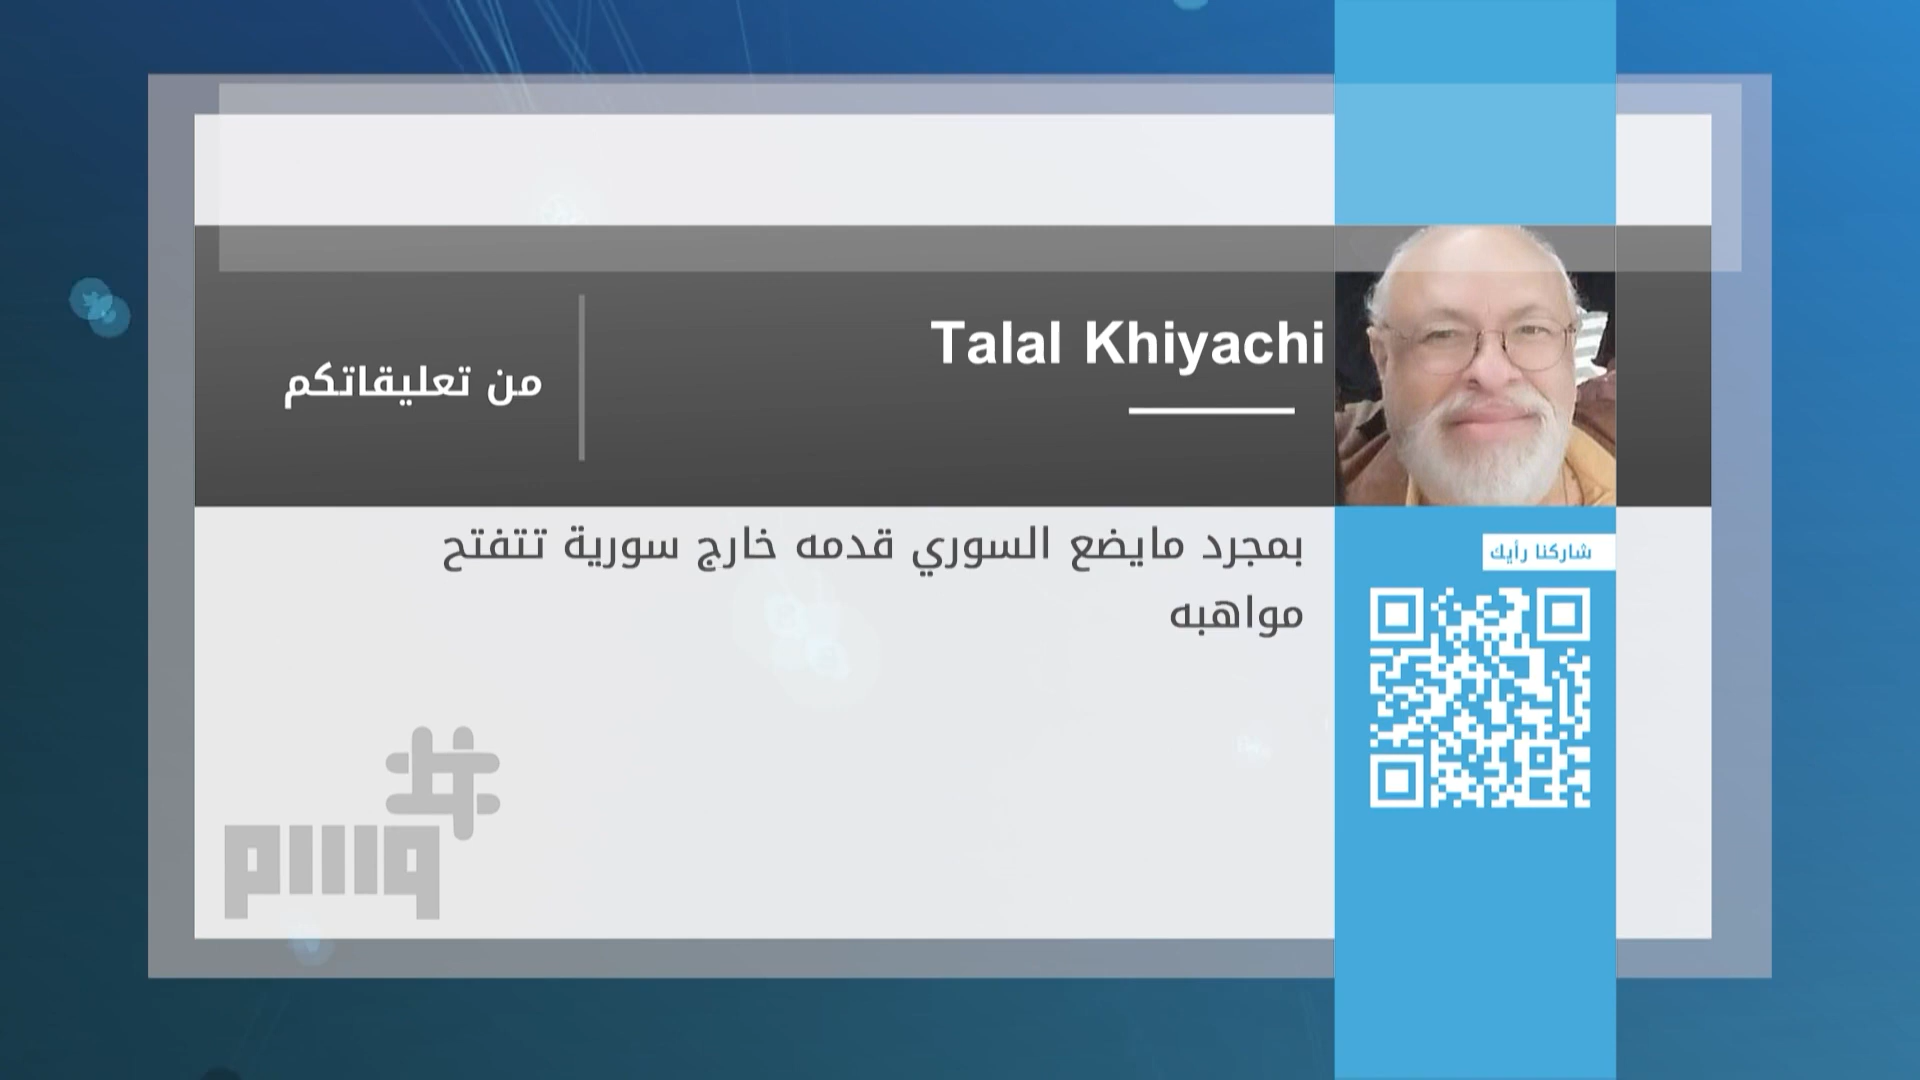 Talal Khiyachi
من تعليقاتكم
بمجرد مايضع السوري قدمه خارج سورية تتفتح
مواهبه
شاركنا رأيك
#وسم